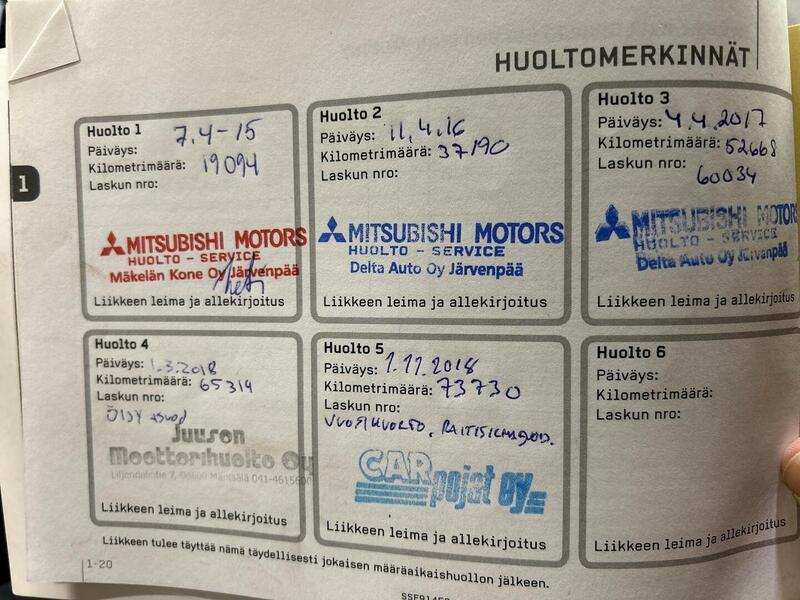 HUOLTOMERKINNÄT
1
Huolto 1
Päiväys: 7.4-15
Kilometrimäärä: 19094
Laskun nro:
MITSUBISHI MOTORS
HUOLTO - SERVICE
Mäkelän Kone Oy Järvenpää
Liikkeen leima ja allekirjoitus
Huolto 2
Päiväys: 11.4.16
Kilometrimäärä: 37190
Laskun nro:
MITSUBISHI MOTORS
HUOLTO - SERVICE
Delta Auto Oy Järvenpää
Liikkeen leima ja allekirjoitus
Huolto 3
Päiväys: 4.4.2017
Kilometrimäärä: 52668
Laskun nro:
60034
MITSUBISHI MOTORS
HUOLTO - SERVICE
Delta Auto Oy Järvenpää
Liikkeen leima ja allekirjoitus
Huolto 4
Päiväys: 1.3.2018
Kilometrimäärä: 65314
Laskun nro:
Juuson
Moottorihuolto Oy
Mäntsälä
Liikkeen leima ja allekirjoitus
Huolto 5
Päiväys: 1.11.2018
Kilometrimäärä: 73730
Laskun nro:
VUOSIHUOLTO,
CAR
pojat oy
Liikkeen leima ja allekirjoitus
Huolto 6
Päiväys:
Kilometrimäärä:
Laskun nro:
Liikkeen leima ja allekirjoitus
Liikkeen tulee täyttää nämä täydellisesti jokaisen määräaikaishuollon jälkeen.
1-20